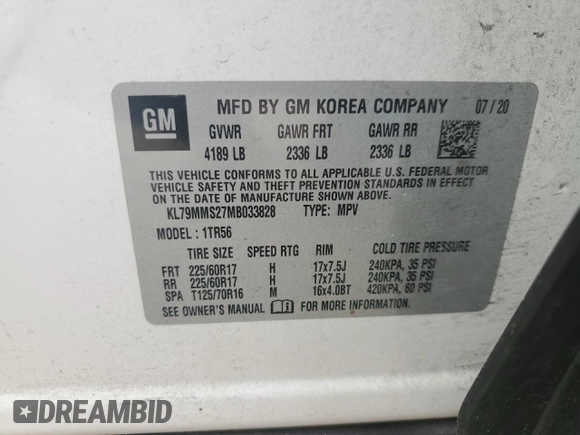 GM
MFD BY GM KOREA COMPANY 07/20
GVWR GAWR FRT GAWR RR
4189 LB 2336 LB 2336 LB
THIS VEHICLE CONFORMS TO ALL APPLICABLE U.S. FEDERAL MOTOR
VEHICLE SAFETY AND THEFT PREVENTION STANDARDS IN EFFECT
ON THE DATE OF MANUFACTURE SHOWN ABOVE.
KL79MMS27MB033828 TYPE: MPV
MODEL: 1TR56
TIRE SIZE SPEED RTG RIM COLD TIRE PRESSURE
FRT 225/60R17 H 17x7.5J 240KPA, 35 PSI
RR 225/60R17 H 17x7.5J 240KPA, 35 PSI
SPA T125/70R16 M 16x4.0BT 420KPA, 60 PSI
SEE OWNER'S MANUAL FOR MORE INFORMATION.
DREAMBID